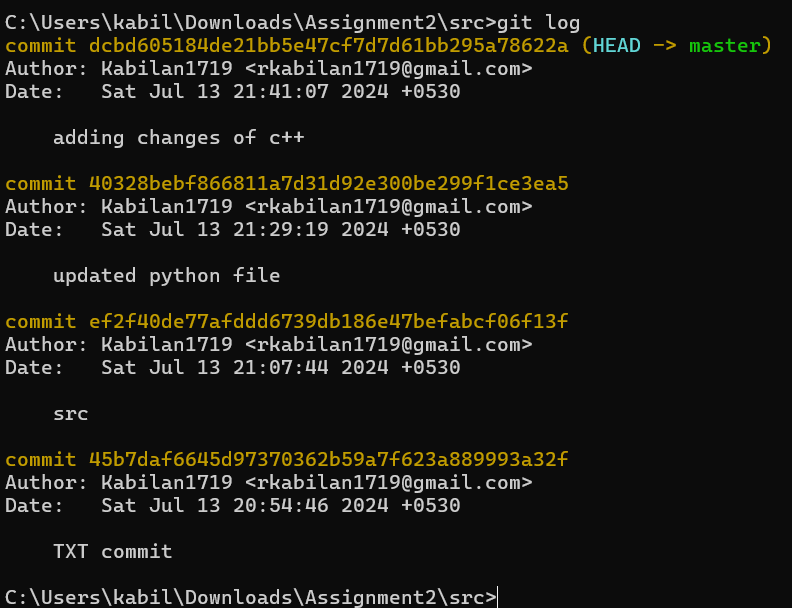 C:\Users\kabil\Downloads\Assignment2\src>git log
commit dcbd605184de21bb5e47cf7d7d61bb295a78622a (HEAD -> master)
Author: Kabilan1719 <rkabilan1719@gmail.com>
Date:   Sat Jul 13 21:41:07 2024 +0530
    adding changes of c++
commit 40328bebf866811a7d31d92e300be299f1ce3ea5
Author: Kabilan1719 <rkabilan1719@gmail.com>
Date:   Sat Jul 13 21:29:19 2024 +0530
    updated python file
commit ef2f40de77afddd6739db186e47befabcf06f13f
Author: Kabilan1719 <rkabilan1719@gmail.com>
Date:   Sat Jul 13 21:07:44 2024 +0530
    src
commit 45b7daf6645d97370362b59a7f623a889993a32f
Author: Kabilan1719 <rkabilan1719@gmail.com>
Date:   Sat Jul 13 20:54:46 2024 +0530
    TXT commit
C:\Users\kabil\Downloads\Assignment2\src>